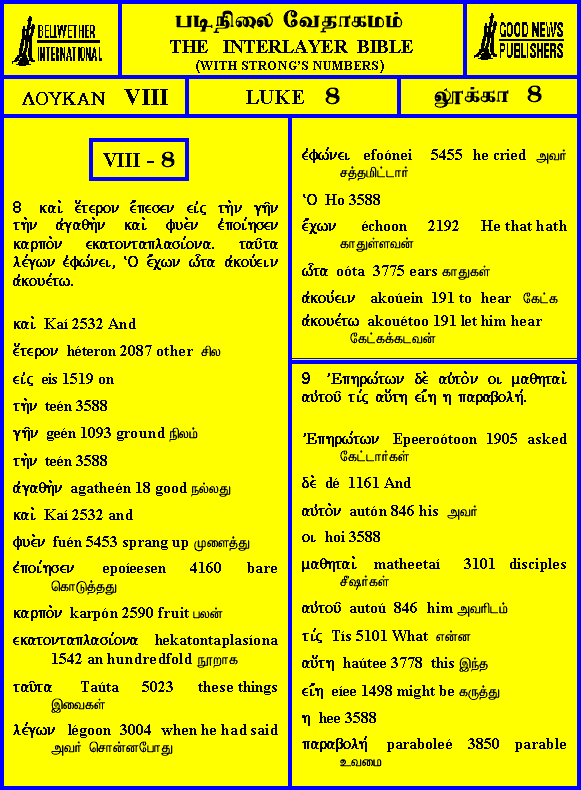 BELLWETHER
INTERNATIONAL
படிநிலை வேதாகமம்
THE INTERLAYER BIBLE
(WITH STRONG'S NUMBERS)
GOOD NEWS
PUBLISHERS
ΛΟΥΚΑΝ VIII
LUKE 8
லூக்கா 8
VIII - 8
8 καὶ ἕτερον ἔπεσεν εἰς τὴν γῆν
τὴν ἀγαθὴν καὶ φυὲν ἐποίησεν
καρπὸν εκατονταπλασίονα. ταῦτα
λέγων ἐφώνει, Ὁ ἔχων ὦτα ἀκούειν
ἀκουέτω.
καὶ Kaí 2532 And
ἕτερον héteron 2087 other சில
εἰς eis 1519 on
τὴν teén 3588
γῆν geén 1093 ground நிலம்
τὴν teén 3588
ἀγαθὴν agatheén 18 good நல்லது
καὶ Kaí 2532 and
φυὲν fuén 5453 sprang up முளைத்து
ἐποίησεν epoíeesen 4160 bare
கொடுத்தது
καρπὸν karpón 2590 fruit பலன்
εκατονταπλασίονα hekatontaplasíona
1542 an hundredfold நூறாக
ταῦτα Taúta 5023 these things
இவைகள்
λέγων légoon 3004 when he had said
அவர் சொன்னபோது
ἐφώνει efoónei 5455 he cried அவர்
சத்தமிட்டார்
Ὁ Ho 3588
ἔχων échoon 2192 He that hath
காதுள்ளவன்
ὦτα oóta 3775 ears காதுகள்
ἀκούειν akoúein 191 to hear கேட்க
ἀκουέτω akouétoo 191 let him hear
கேட்கக்கடவன்
9 Ἐπηρώτων δὲ αὐτὸν οι μαθηταὶ
αὐτοῦ τίς αὕτη εἴη η παραβολή.
Ἐπηρώτων Epeeroótoon 1905 asked
கேட்டார்கள்
δὲ dé 1161 And
αὐτὸν autón 846 his அவர்
οι hoi 3588
μαθηταὶ matheetaí 3101 disciples
சீஷர்கள்
αὐτοῦ autoú 846 him அவரிடம்
τίς Tís 5101 What என்ன
αὕτη haútee 3778 this இந்த
εἴη eíee 1498 might be கருத்து
η hee 3588
παραβολή paraboleé 3850 parable
உவமை